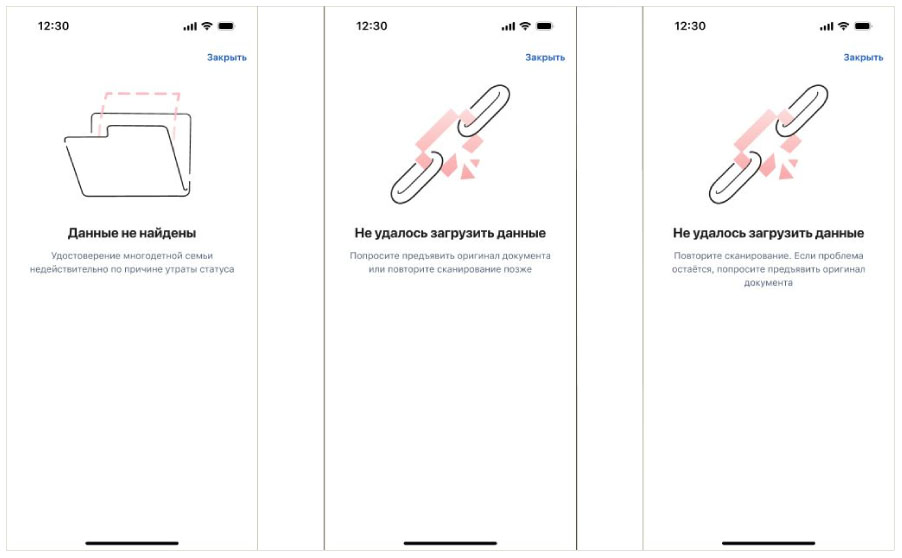 12:30
Закрыть
Данные не найдены
Удостоверение многодетной семьи
недействительно по причине утраты статуса
12:30
Закрыть
Не удалось загрузить данные
Попросите предъявить оригинал документа
или повторите сканирование позже
12:30
Закрыть
Не удалось загрузить данные
Повторите сканирование. Если проблема
остаётся, попросите предъявить оригинал
документа